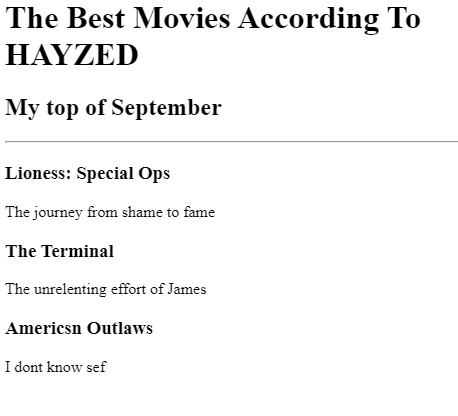 The Best Movies According To
HAYZED
My top of September
Lioness: Special Ops
The journey from shame to fame
The Terminal
The unrelenting effort of James
Americsn Outlaws
I dont know sef